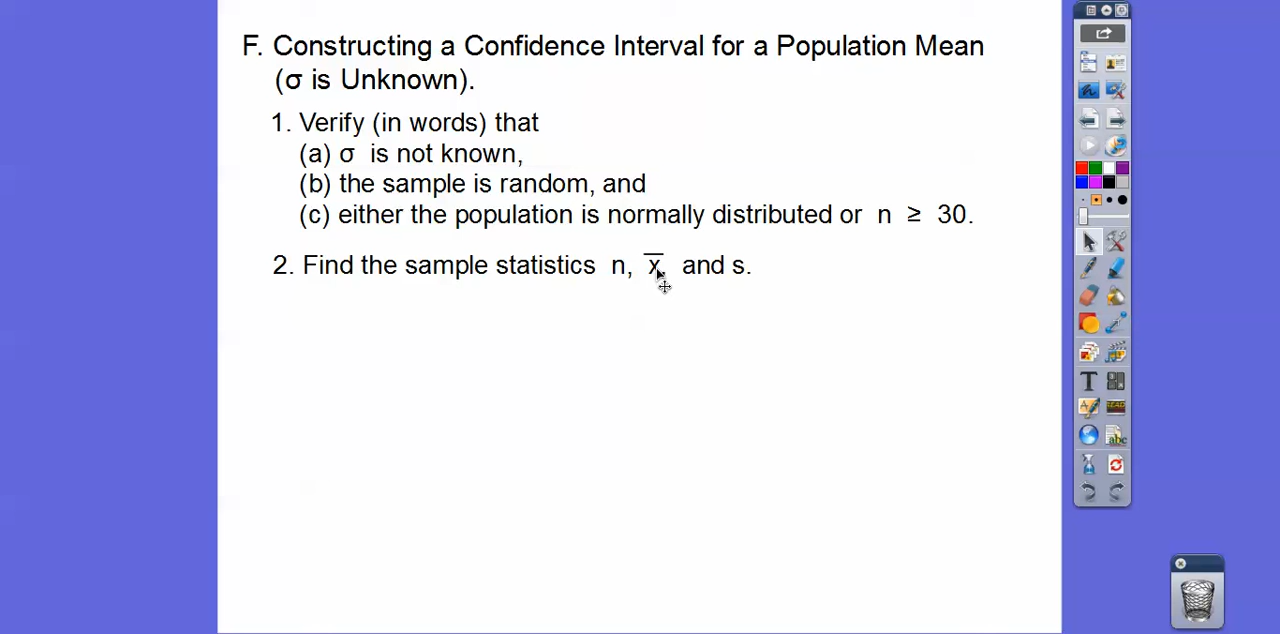 F. Constructing a Confidence Interval for a Population Mean
(σ is Unknown).
1. Verify (in words) that
(a) σ is not known,
(b) the sample is random, and
(c) either the population is normally distributed or n ≥ 30.
2. Find the sample statistics n, x̅, and s.